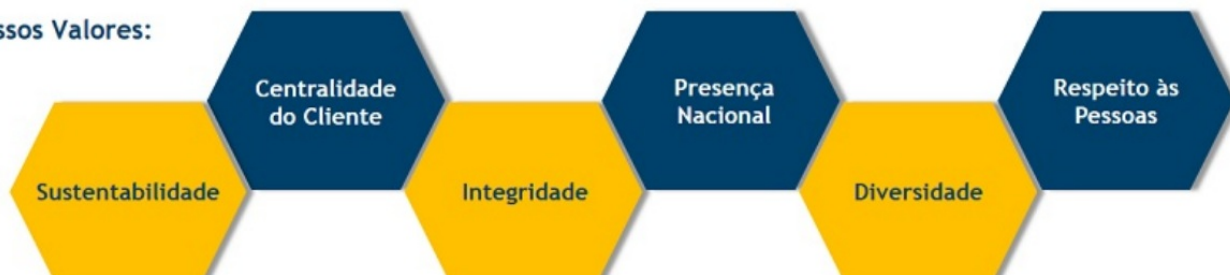 ssos Valores:
Centralidade
do Cliente
Presença
Nacional
Respeito às
Pessoas
Sustentabilidade
Integridade
Diversidade